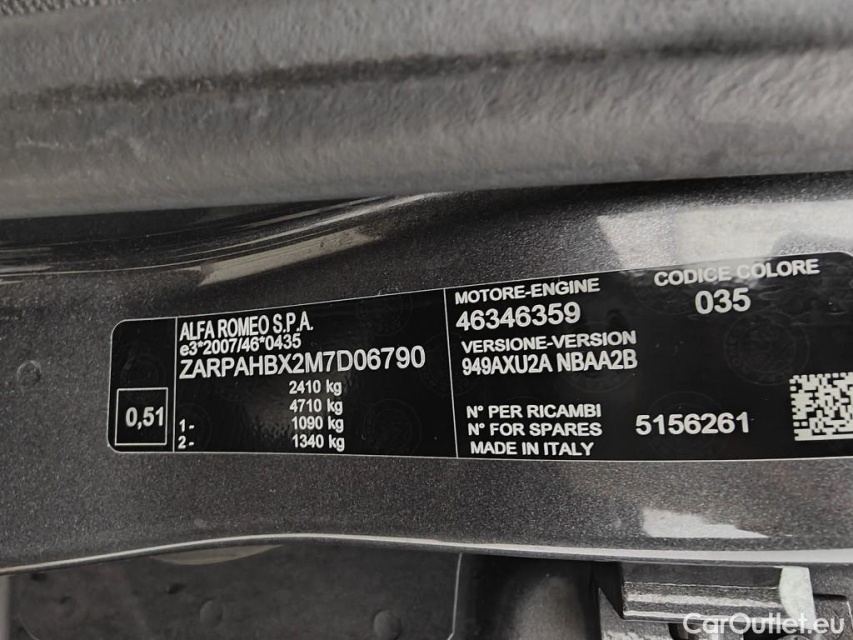 ALFA ROMEO S.P.A.
e3*2007/46*0435
ZARPAHBX2M7D06790
2410 kg
4710 kg
1- 1090 kg
2- 1340 kg
0,51
MOTORE-ENGINE
46346359
VERSIONE-VERSION
949AXU2A NBAA2B
N° PER RICAMBI
N° FOR SPARES
MADE IN ITALY
5156261
CODICE COLORE
035
CarOutlet.eu